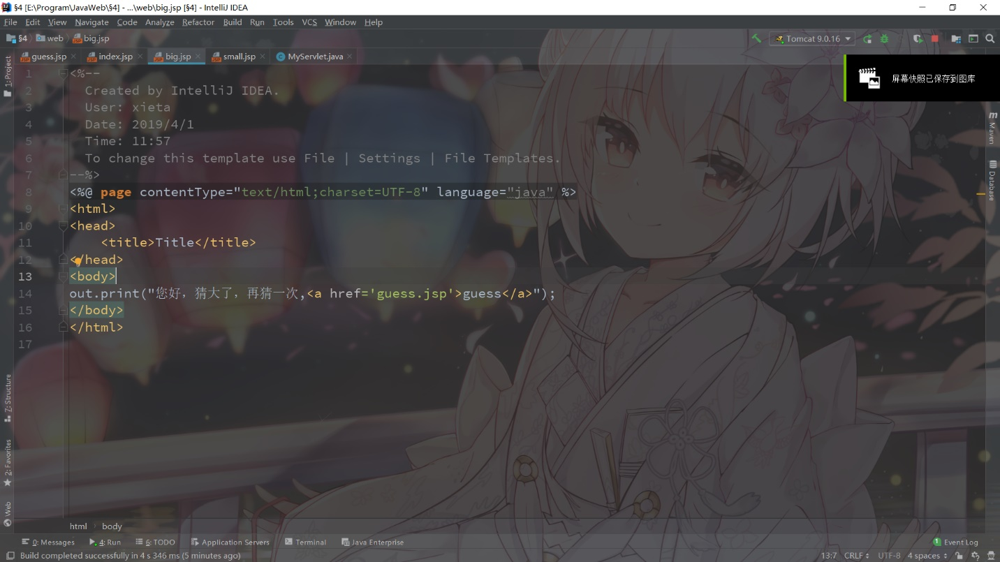 §4 [E:\Program\JavaWeb\§4] - ...\web\big.jsp [§4] - IntelliJ IDEA
File Edit View Navigate Code Analyze Refactor Build Run Tools VCS Window Help
§4 web big.jsp Tomcat 9.0.16
guess.jsp index.jsp big.jsp small.jsp MyServlet.java
屏幕快照已保存到图库
1: Project
Maven
Database
1 <%--
2 Created by IntelliJ IDEA.
3 User: xieta
4 Date: 2019/4/1
5 Time: 11:57
6 To change this template use File | Settings | File Templates.
7 --%>
8 <%@ page contentType="text/html;charset=UTF-8" language="java" %>
9 <html>
10 <head>
11 <title>Title</title>
12 </head>
13 <body>
14 out.print("您好，猜大了，再猜一次,<a href='guess.jsp'>guess</a>");
15 </body>
16 </html>
17
Z: Structure
2: Favorites
Web
html body
0: Messages 4: Run 6: TODO Application Servers Terminal Java Enterprise 1 Event Log
Build completed successfully in 4 s 346 ms (5 minutes ago) 13:7 CRLF UTF-8 4 spaces